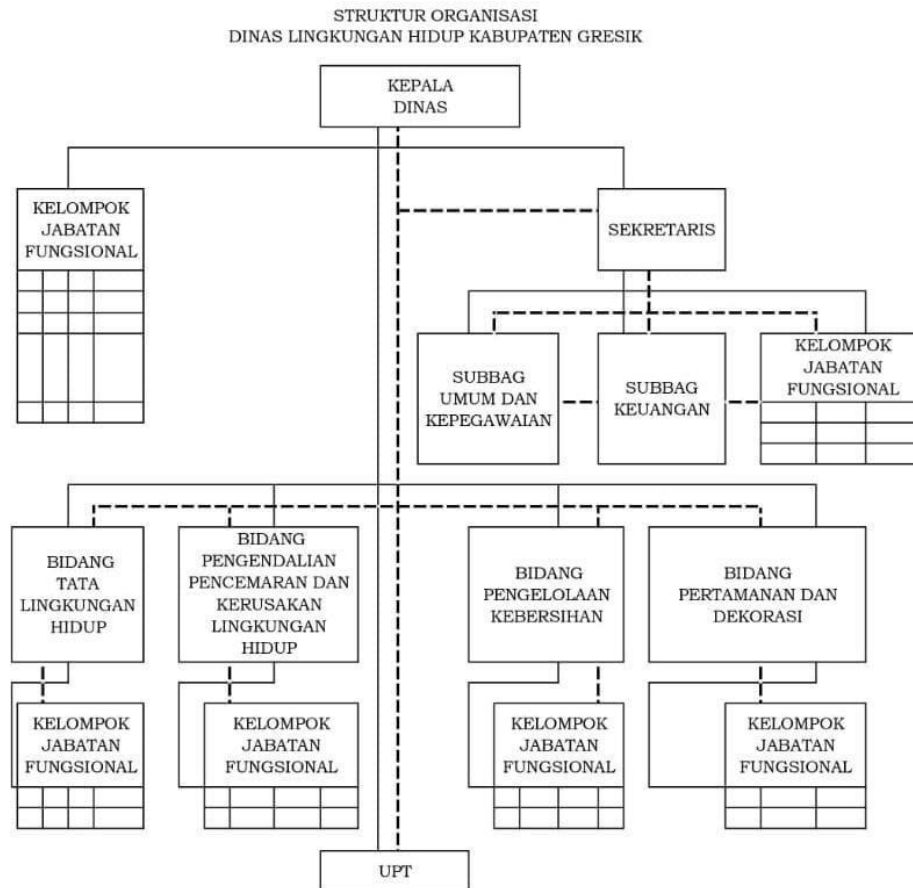 STRUKTUR ORGANISASI
DINAS LINGKUNGAN HIDUP KABUPATEN GRESIK
KEPALA
DINAS
KELOMPOK
JABATAN
FUNGSIONAL
SEKRETARIS
SUBBAG
UMUM DAN
KEPEGAWAIAN
SUBBAG
KEUANGAN
KELOMPOK
JABATAN
FUNGSIONAL
BIDANG
TATA
LINGKUNGAN
HIDUP
BIDANG
PENGENDALIAN
PENCEMARAN DAN
KERUSAKAN
LINGKUNGAN
HIDUP
BIDANG
PENGELOLAAN
KEBERSIHAN
BIDANG
PERTAMANAN DAN
DEKORASI
KELOMPOK
JABATAN
FUNGSIONAL
KELOMPOK
JABATAN
FUNGSIONAL
KELOMPOK
JABATAN
FUNGSIONAL
KELOMPOK
JABATAN
FUNGSIONAL
UPT